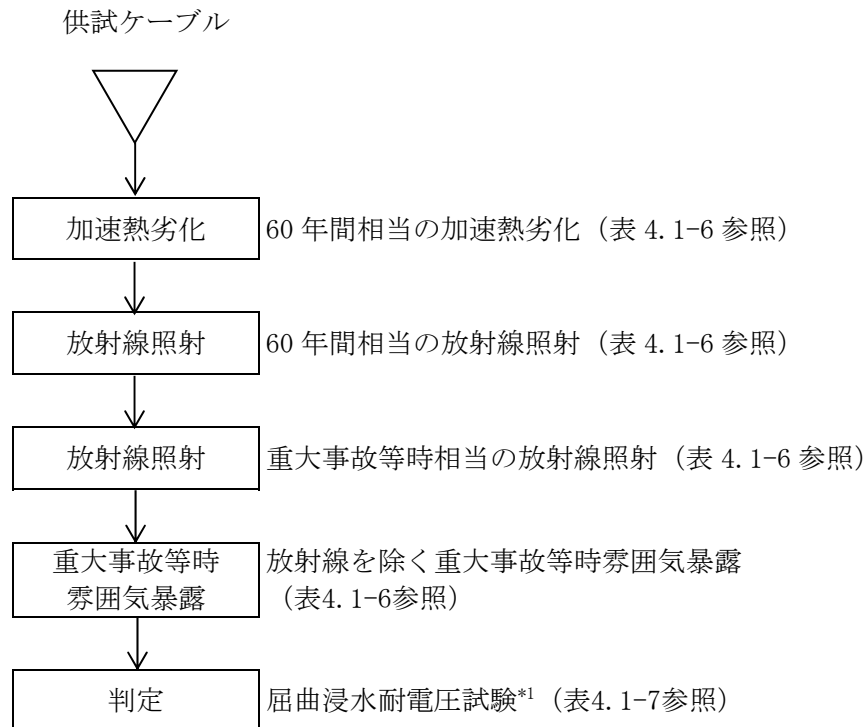 供試ケーブル
加速熱劣化
60 年間相当の加速熱劣化（表 4.1-6 参照）
放射線照射
60 年間相当の放射線照射（表 4.1-6 参照）
放射線照射
重大事故等時相当の放射線照射（表 4.1-6 参照）
重大事故等時
雰囲気暴露
放射線を除く重大事故等時雰囲気暴露
（表4.1-6参照）
判定
屈曲浸水耐電圧試験*1（表4.1-7参照）